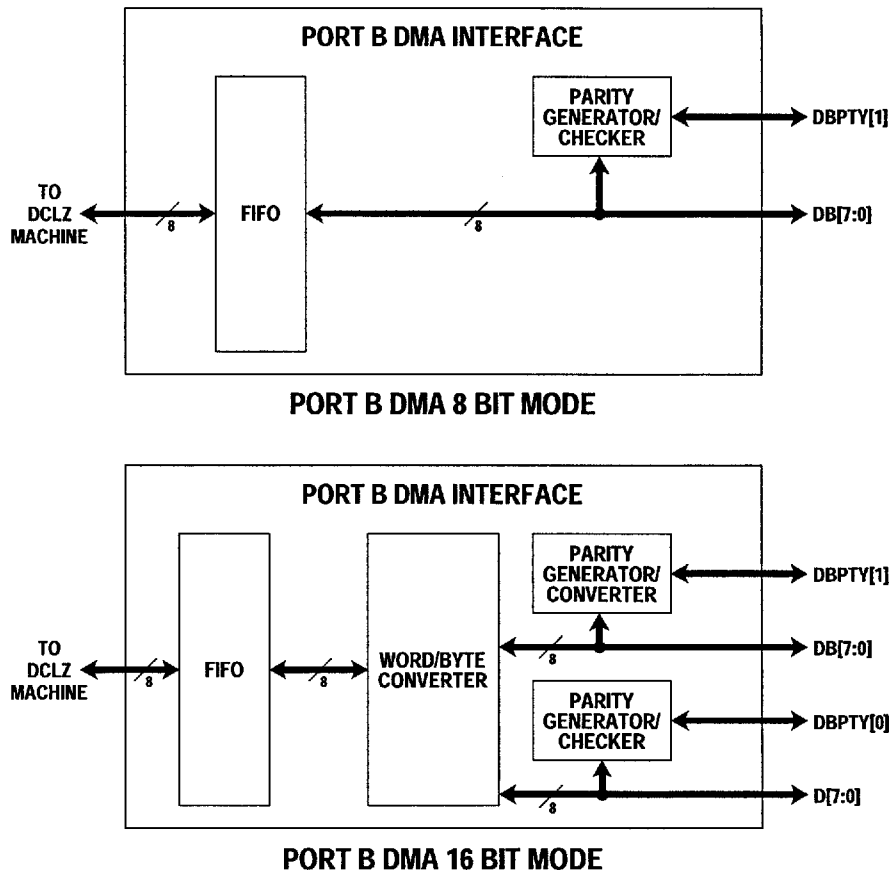 PORT B DMA INTERFACE
PARITY
GENERATOR/
CHECKER
DBPTY[1]
TO
DCLZ
MACHINE
8
FIFO
8
DB[7:0]
PORT B DMA 8 BIT MODE
PORT B DMA INTERFACE
PARITY
GENERATOR/
CONVERTER
DBPTY[1]
TO
DCLZ
MACHINE
8
FIFO
8
WORD/BYTE
CONVERTER
8
DB[7:0]
PARITY
GENERATOR/
CHECKER
DBPTY[0]
8
D[7:0]
PORT B DMA 16 BIT MODE